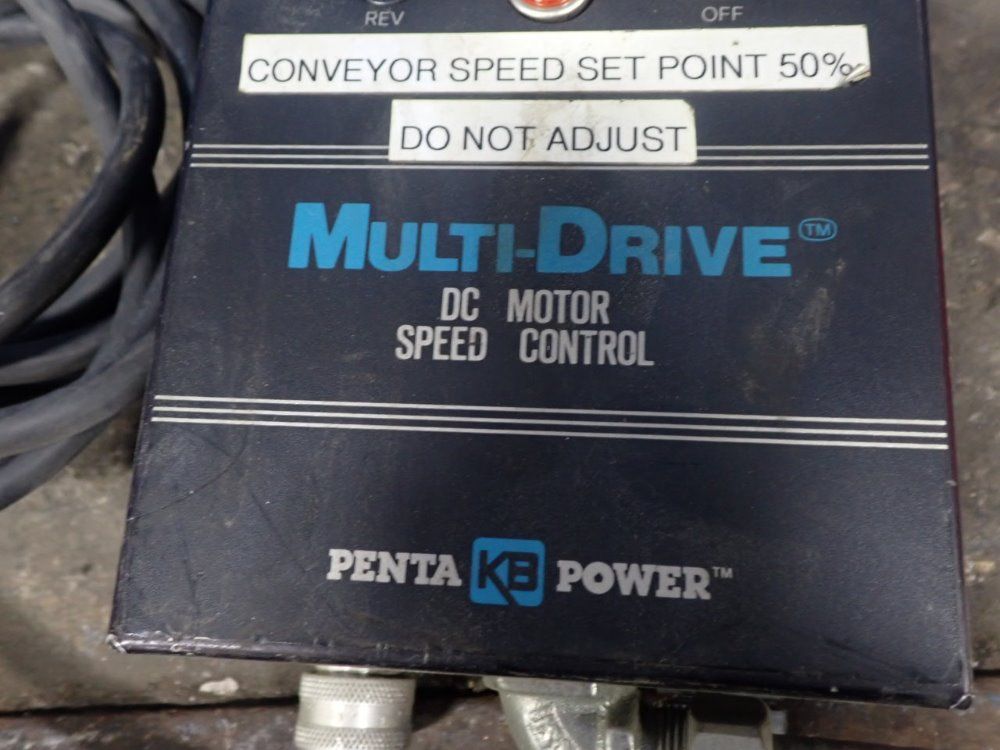 REV OFF
CONVEYOR SPEED SET POINT 50%
DO NOT ADJUST
MULTI-DRIVE™
DC MOTOR
SPEED CONTROL
PENTA KB POWER™